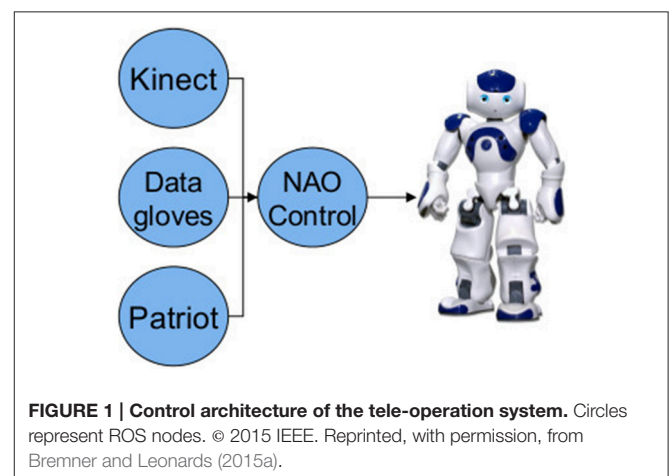 Kinect
Data
gloves
Patriot
NAO
Control
FIGURE 1 | Control architecture of the tele-operation system. Circles
represent ROS nodes. © 2015 IEEE. Reprinted, with permission, from
Bremner and Leonards (2015a).